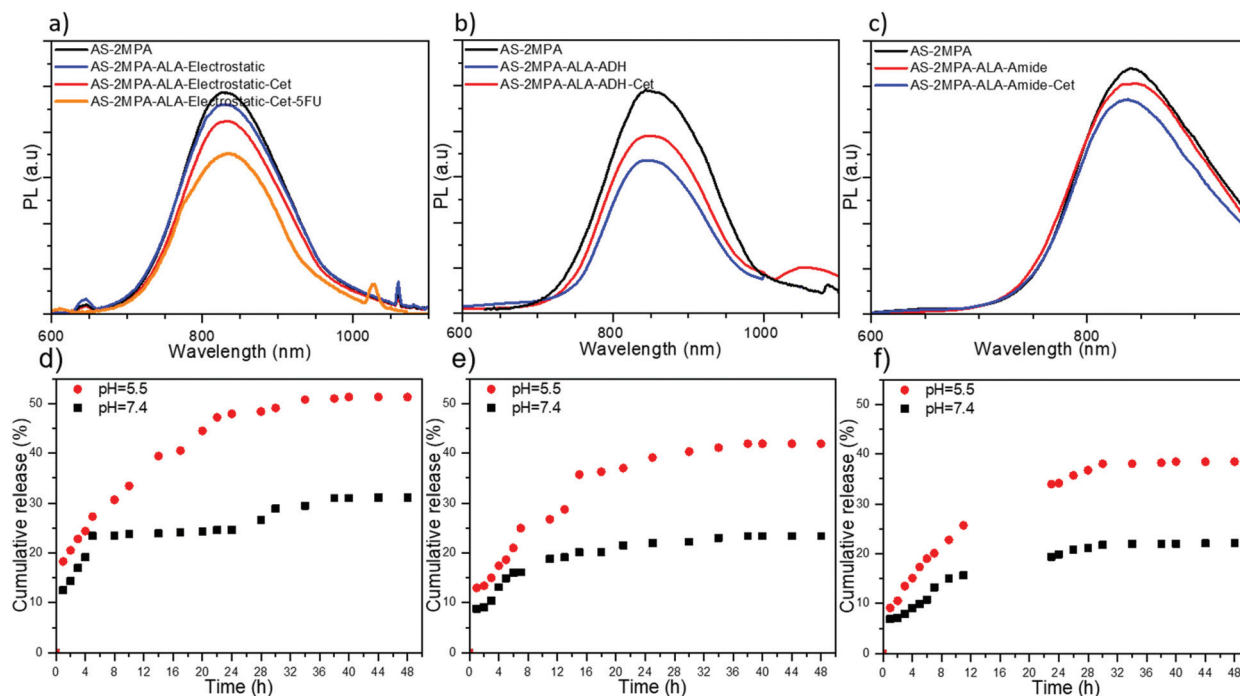 a)
AS-2MPA
AS-2MPA-ALA-Electrostatic
AS-2MPA-ALA-Electrostatic-Cet
AS-2MPA-ALA-Electrostatic-Cet-5FU
PL (a.u)
600 800 1000
Wavelength (nm)
b)
AS-2MPA
AS-2MPA-ALA-ADH
AS-2MPA-ALA-ADH-Cet
PL (a.u)
600 800 1000
Wavelength (nm)
c)
AS-2MPA
AS-2MPA-ALA-Amide
AS-2MPA-ALA-Amide-Cet
PL (a.u)
600 800
Wavelength (nm)
d)
pH=5.5
pH=7.4
Cumulative release (%)
50
40
30
20
10
0
0 4 8 12 16 20 24 28 32 36 40 44 48
Time (h)
e)
pH=5.5
pH=7.4
Cumulative release (%)
50
40
30
20
10
0
0 4 8 12 16 20 24 28 32 36 40 44 48
Time (h)
f)
pH=5.5
pH=7.4
Cumulative release (%)
50
40
30
20
10
0
0 4 8 12 16 20 24 28 32 36 40 44 48
Time (h)